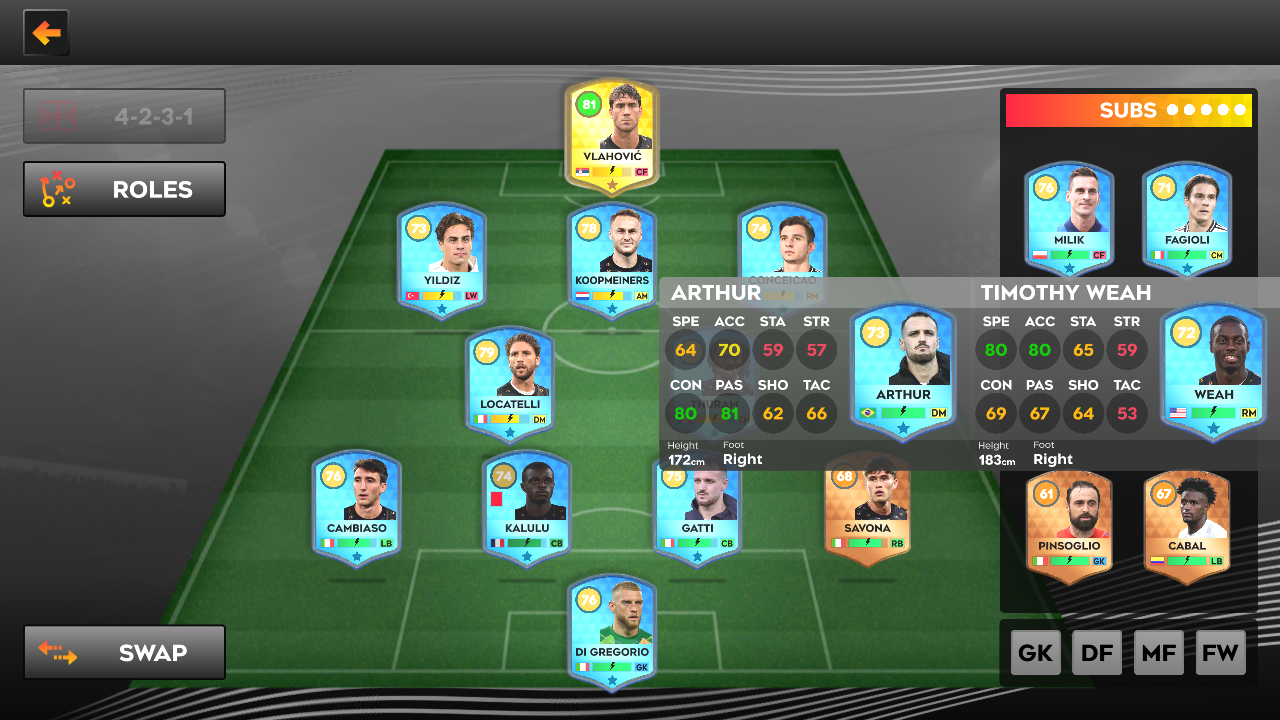 4-2-3-1
ROLES
SWAP
81
VLAHOVIĆ
CF
73
YILDIZ
LW
78
KOOPMEINERS
AM
74
CONCEICAO
RM
79
LOCATELLI
DM
THURAM
76
CAMBIASO
LB
74
KALULU
CB
75
GATTI
CB
68
SAVONA
RB
76
DI GREGORIO
GK
SUBS
76
MILIK
CF
71
FAGIOLI
CM
ARTHUR
SPE ACC STA STR
64 70 59 57
CON PAS SHO TAC
80 81 62 66
Height Foot
172cm Right
73
ARTHUR
DM
TIMOTHY WEAH
SPE ACC STA STR
80 80 65 59
CON PAS SHO TAC
69 67 64 53
Height Foot
183cm Right
72
WEAH
RM
61
PINSOGLIO
GK
67
CABAL
LB
GK DF MF FW